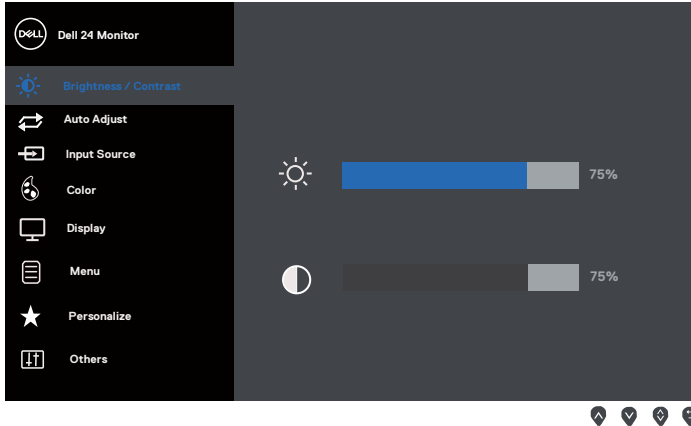 DELL
Dell 24 Monitor
Brightness / Contrast
Auto Adjust
Input Source
Color
Display
Menu
Personalize
Others
75%
75%